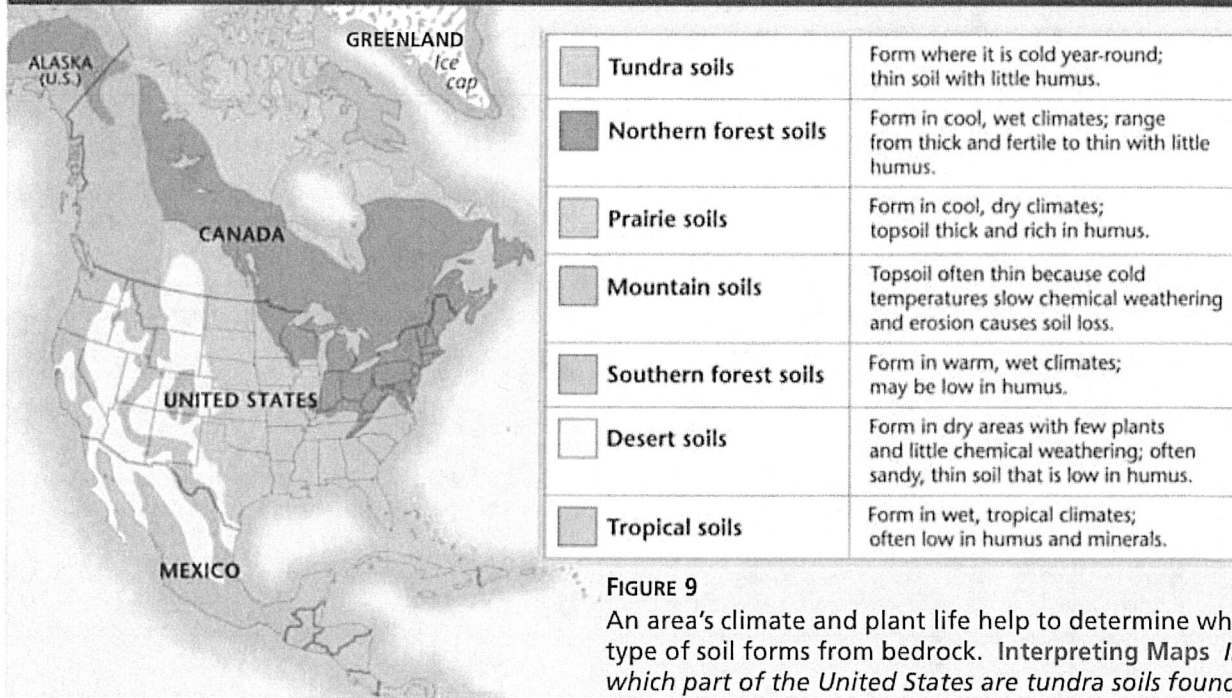 GREENLAND
Ice
cap
ALASKA
(U.S.)
CANADA
UNITED STATES
MEXICO
Tundra soils
Form where it is cold year-round;
thin soil with little humus.
Northern forest soils
Form in cool, wet climates; range
from thick and fertile to thin with little
humus.
Prairie soils
Form in cool, dry climates;
topsoil thick and rich in humus.
Mountain soils
Topsoil often thin because cold
temperatures slow chemical weathering
and erosion causes soil loss.
Southern forest soils
Form in warm, wet climates;
may be low in humus.
Desert soils
Form in dry areas with few plants
and little chemical weathering; often
sandy, thin soil that is low in humus.
Tropical soils
Form in wet, tropical climates;
often low in humus and minerals.
FIGURE 9
An area's climate and plant life help to determine wh
type of soil forms from bedrock. Interpreting Maps I
which part of the United States are tundra soils foun